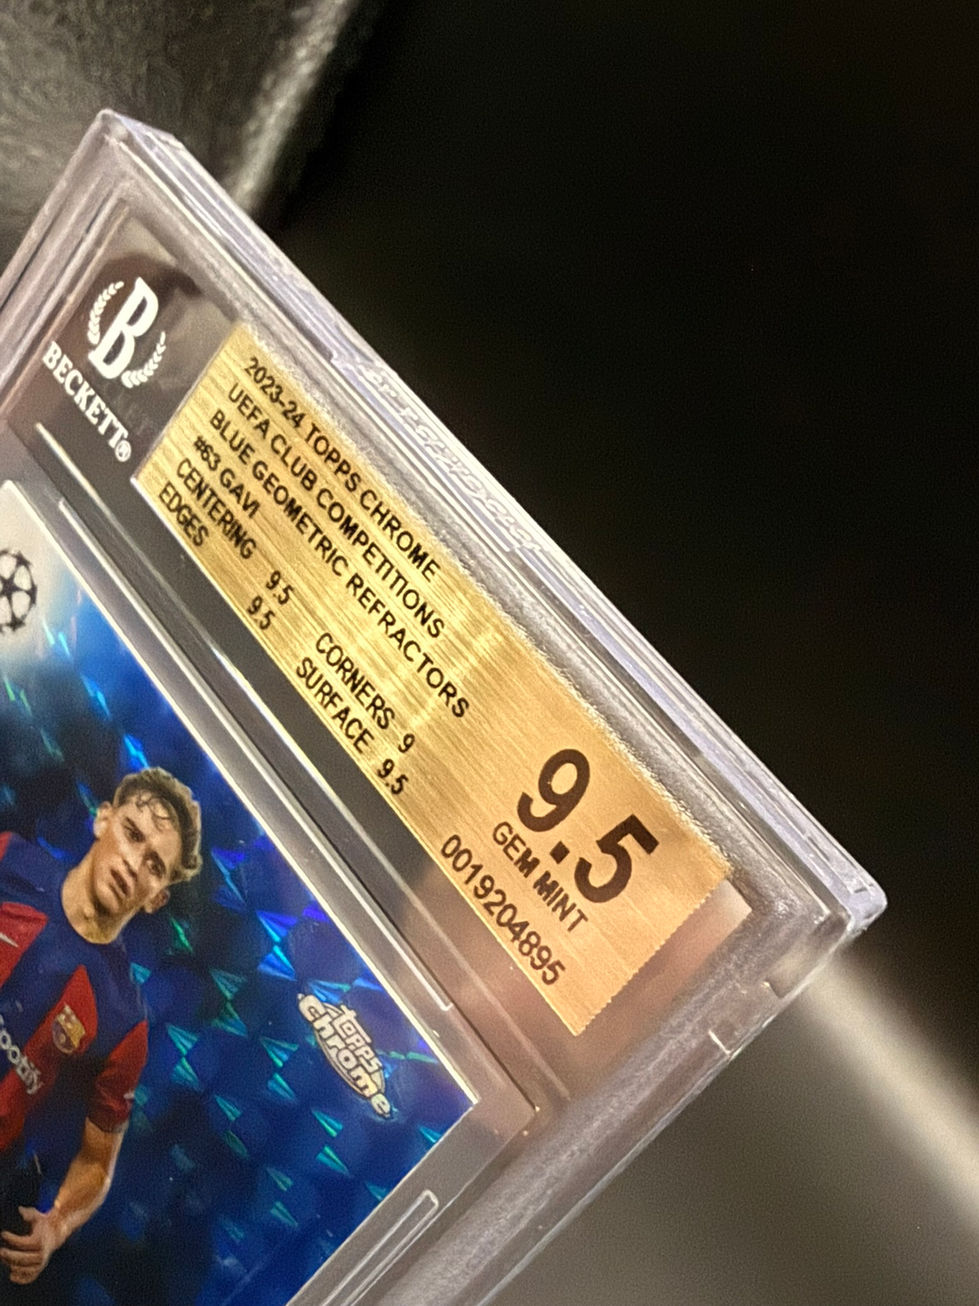 B
BECKETT®
2023-24 TOPPS CHROME
UEFA CLUB COMPETITIONS
BLUE GEOMETRIC REFRACTORS
#63 GAVI
CENTERING 9.5 CORNERS 9
EDGES 9.5 SURFACE 9.5
9.5
GEM MINT
0019204895
topps
chrome